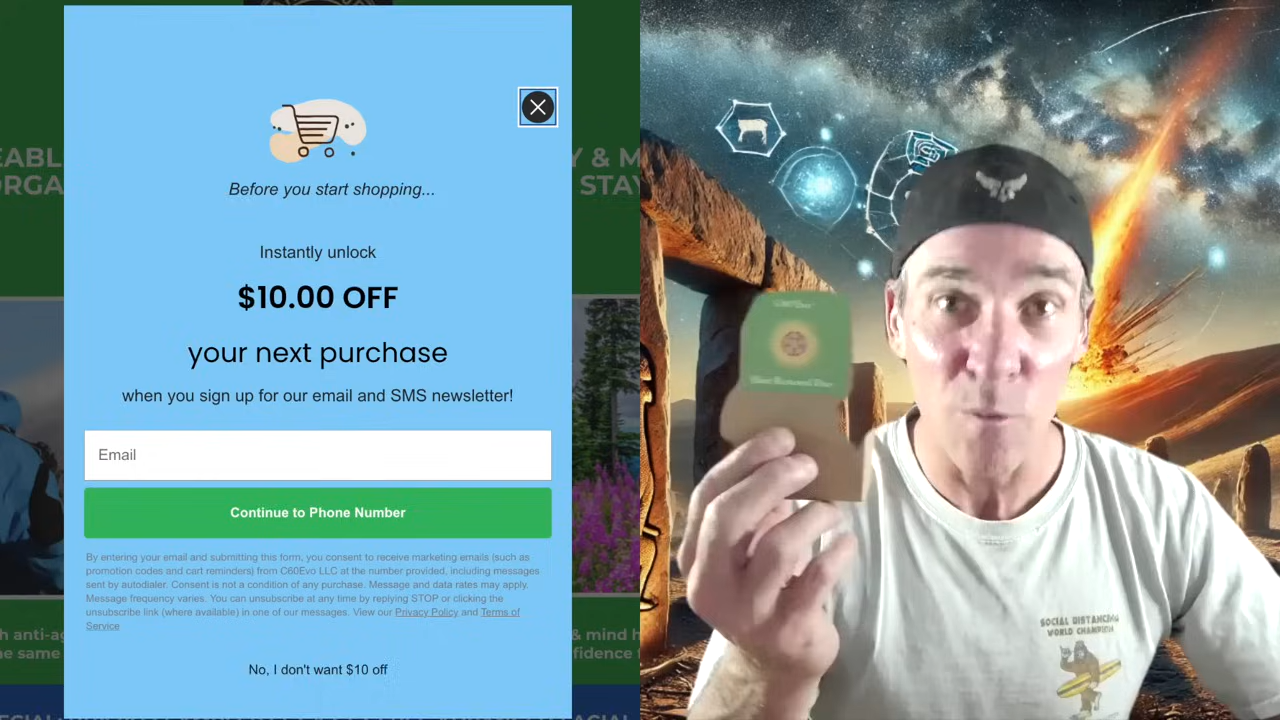 Before you start shopping...
Instantly unlock
$10.00 OFF
your next purchase
when you sign up for our email and SMS newsletter!
Email
Continue to Phone Number
By entering your email and submitting this form, you consent to receive marketing emails (such as
promotion codes and cart reminders) from C60Evo LLC at the number provided, including messages
sent by autodialer. Consent is not a condition of any purchase. Message and data rates may apply.
Message frequency varies. You can unsubscribe at any time by replying STOP or clicking the
unsubscribe link (where available) in one of our messages. View our Privacy Policy and Terms of
Service
No, I don't want $10 off
SOCIAL DISTANCING
WORLD CHAMPION